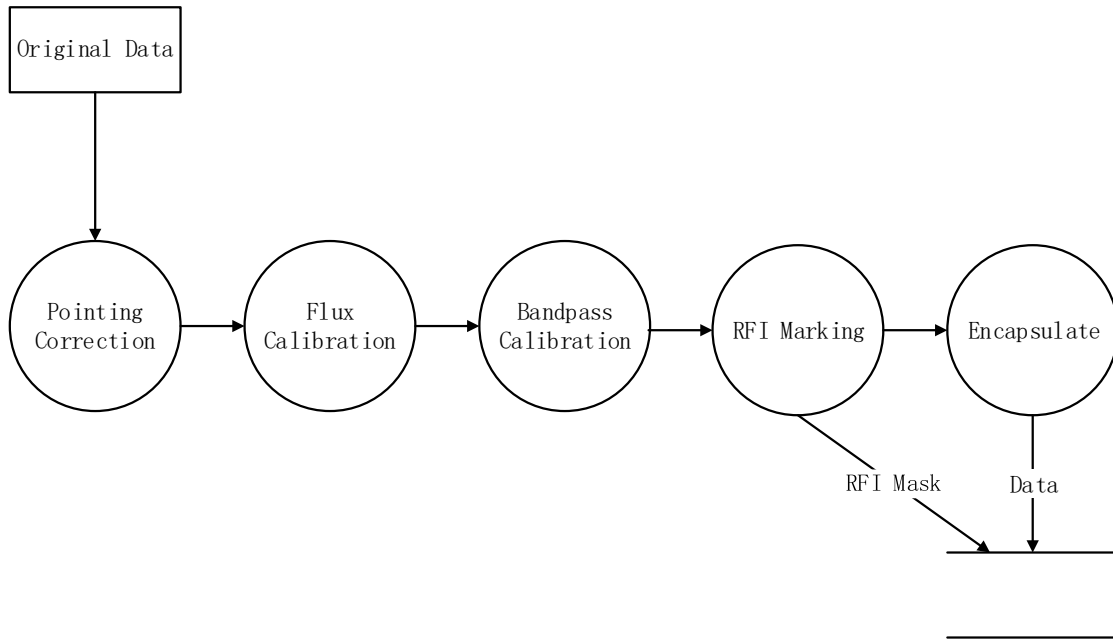 Original Data
Pointing
Correction
Flux
Calibration
Bandpass
Calibration
RFI Marking
Encapsulate
RFI Mask
Data